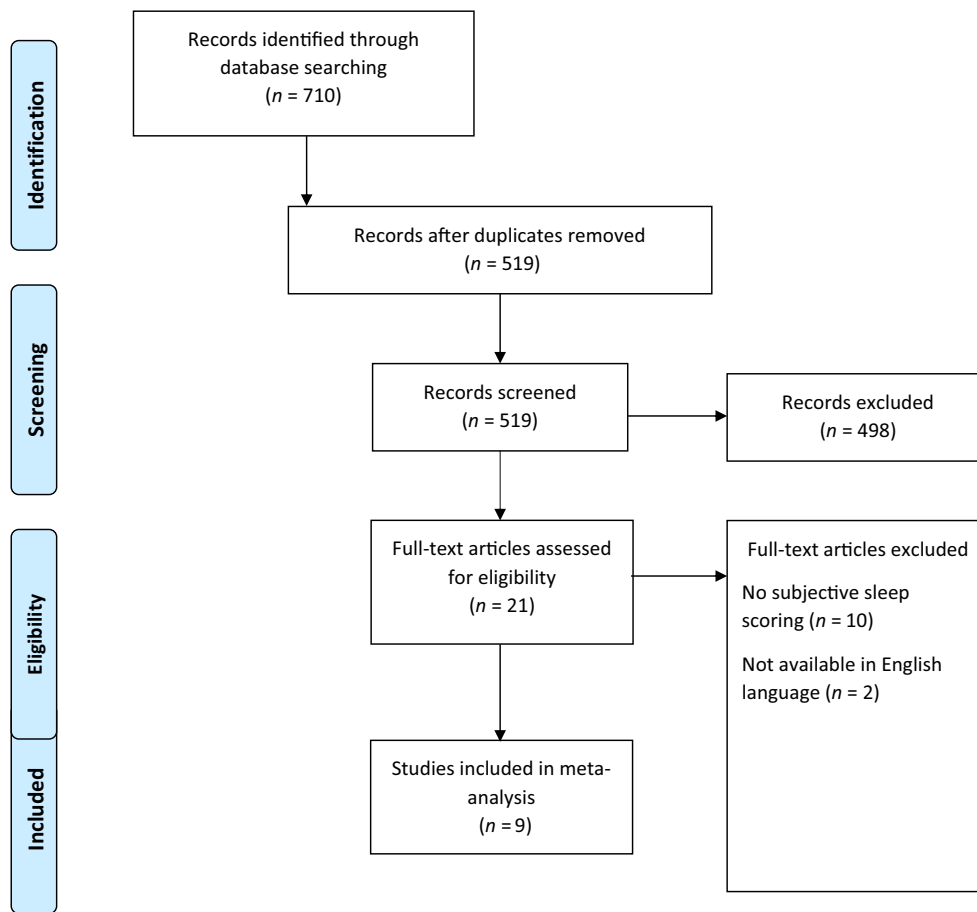 Identification
Records identified through
database searching
(n = 710)
Records after duplicates removed
(n = 519)
Screening
Records screened
(n = 519)
Records excluded
(n = 498)
Eligibility
Full-text articles assessed
for eligibility
(n = 21)
Full-text articles excluded
No subjective sleep
scoring (n = 10)
Not available in English
language (n = 2)
Included
Studies included in meta-
analysis
(n = 9)